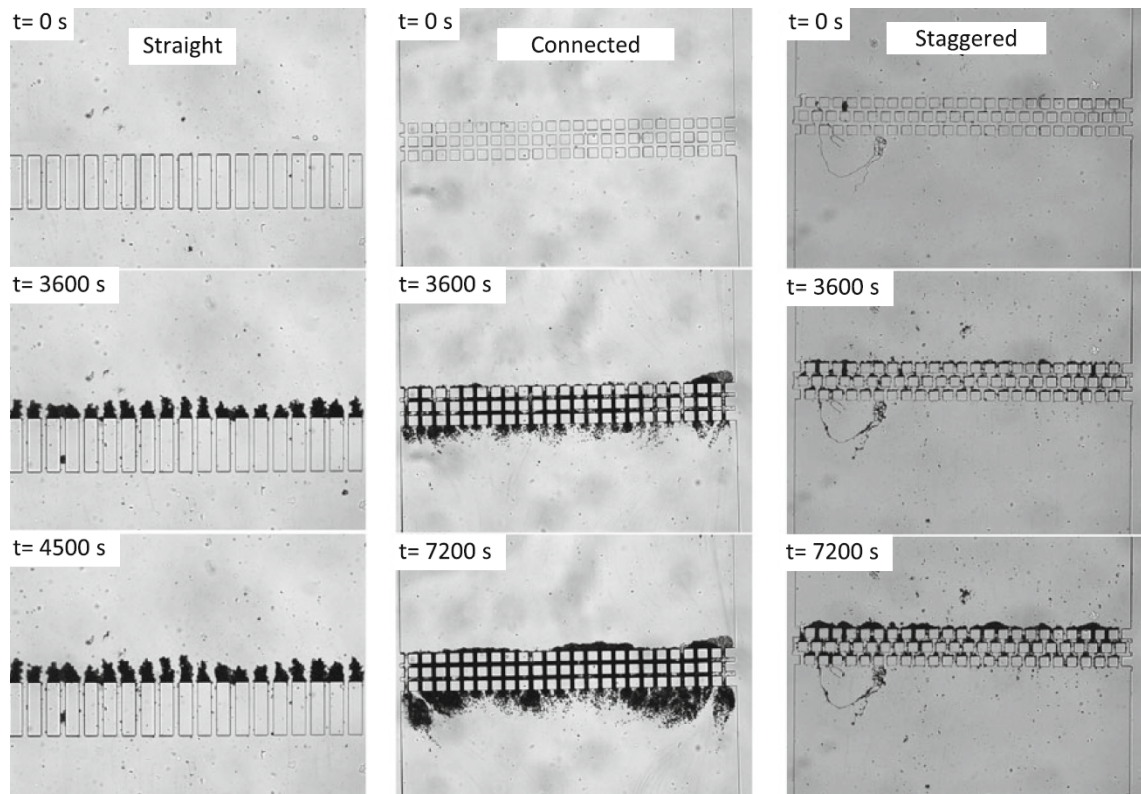 t= 0 s
Straight
t= 0 s
Connected
t= 0 s
Staggered
t= 3600 s
t= 3600 s
t= 3600 s
t= 4500 s
t= 7200 s
t= 7200 s